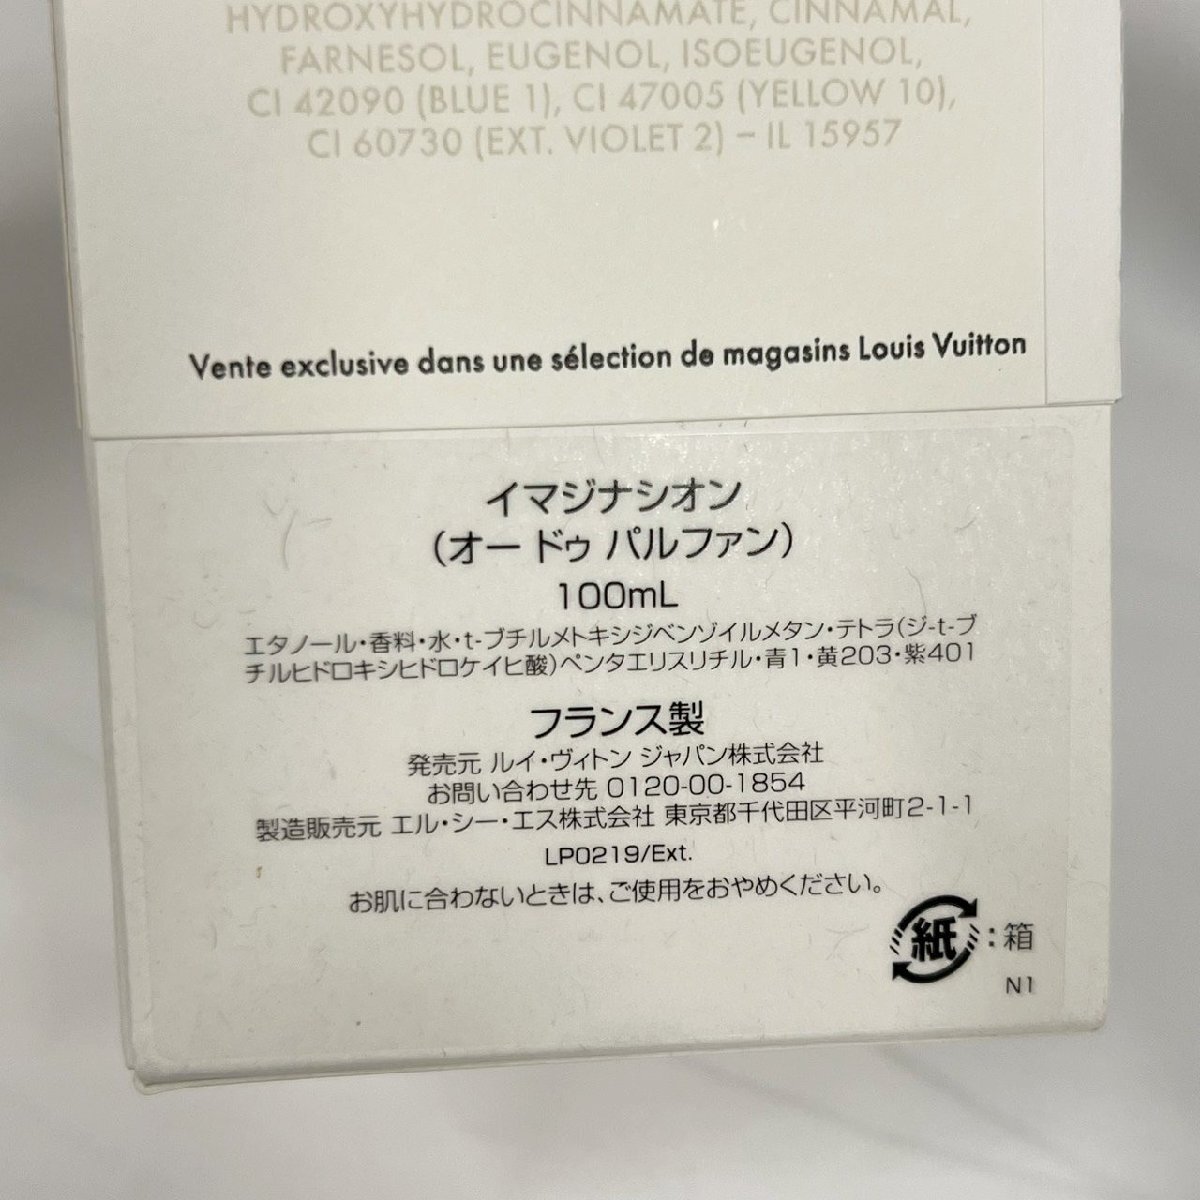 HYDROXYHYDROCINNAMATE, CINNAMAL,
FARNESOL, EUGENOL, ISOEUGENOL,
CI 42090 (BLUE 1), CI 47005 (YELLOW 10),
CI 60730 (EXT. VIOLET 2) – IL 15957
Vente exclusive dans une sélection de magasins Louis Vuitton
イマジナシオン
（オー ドゥ パルファン）
100mL
エタノール・香料・水・t-ブチルメトキシジベンゾイルメタン・テトラ(ジ-t-ブ
チルヒドロキシヒドロケイヒ酸)ペンタエリスリチル・青1・黄203・紫401
フランス製
発売元 ルイ・ヴィトン ジャパン株式会社
お問い合わせ先 0120-00-1854
製造販売元 エル・シー・エス株式会社 東京都千代田区平河町2-1-1
LP0219/Ext.
お肌に合わないときは、ご使用をおやめください。
紙：箱
N1